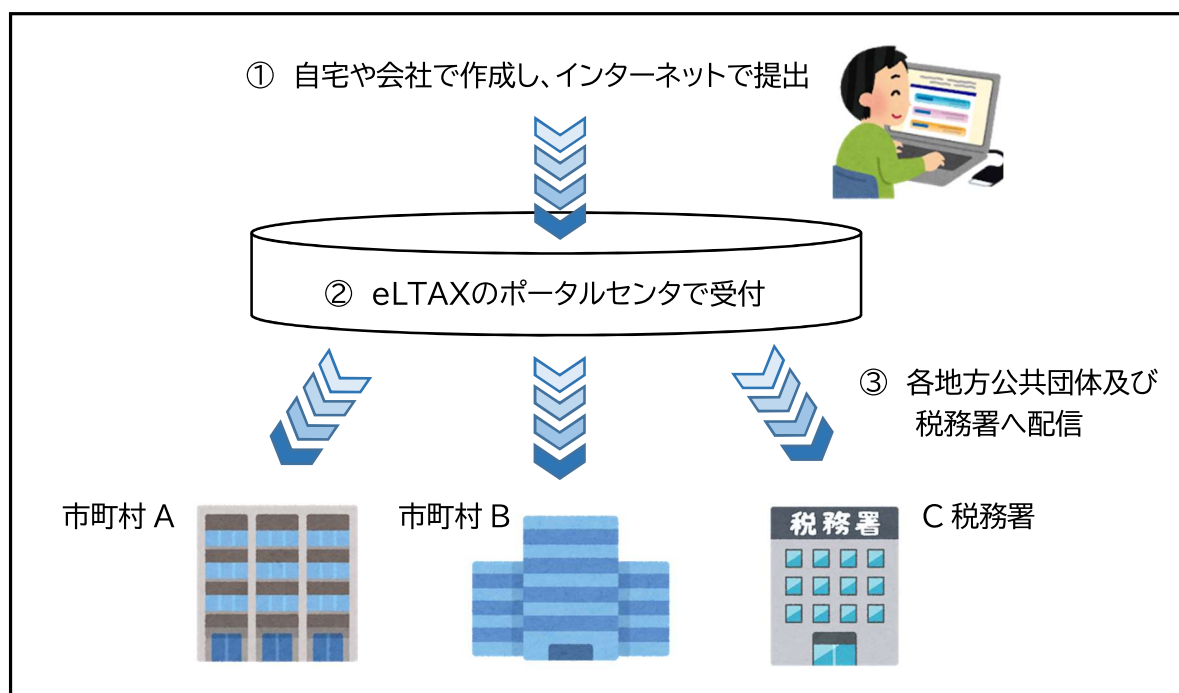 ① 自宅や会社で作成し、インターネットで提出
② eLTAXのポータルセンタで受付
③ 各地方公共団体及び
税務署へ配信
市町村 A
市町村 B
税務署
C 税務署